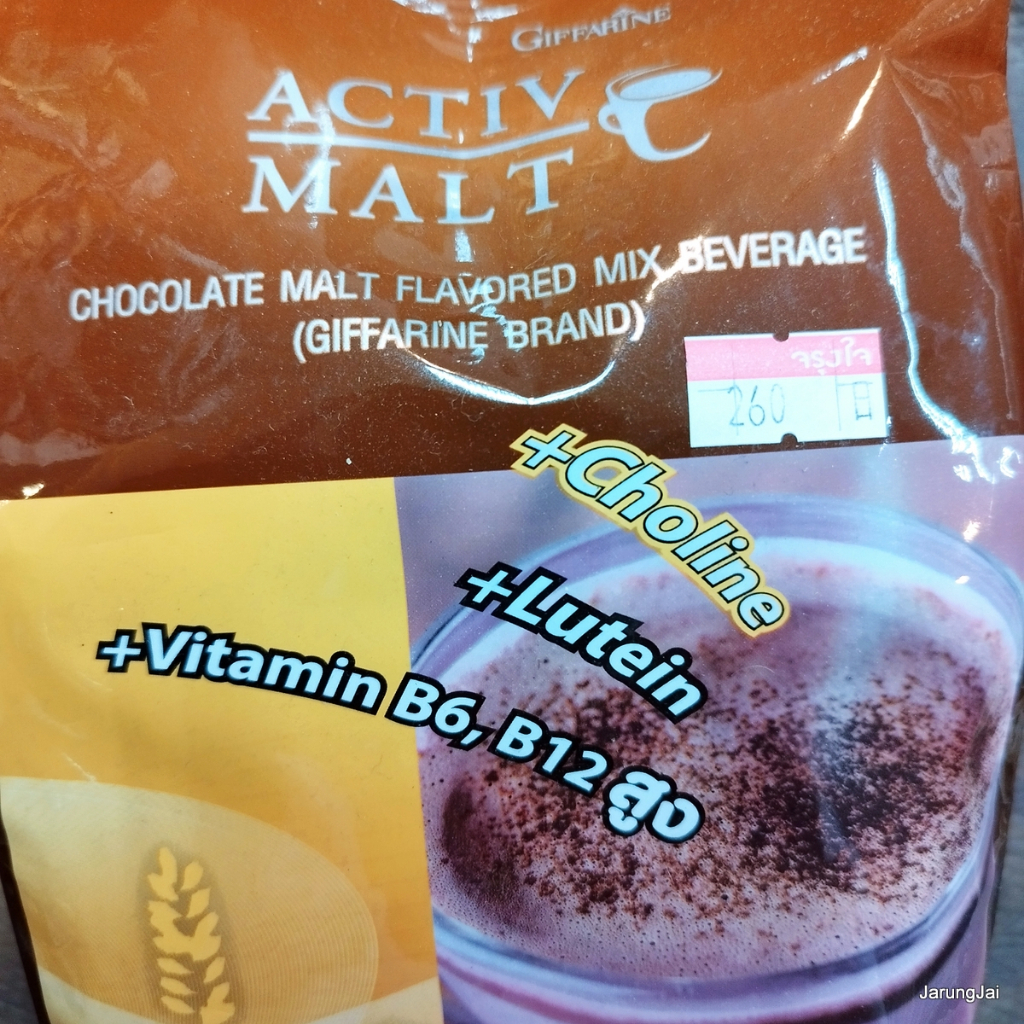 GIFFARINE
ACTIV
MALT
CHOCOLATE MALT FLAVORED MIX BEVERAGE
(GIFFARINE BRAND)
จรุงใจ
260
+Choline
+Lutein
+Vitamin B6, B12 สูง
JarungJai